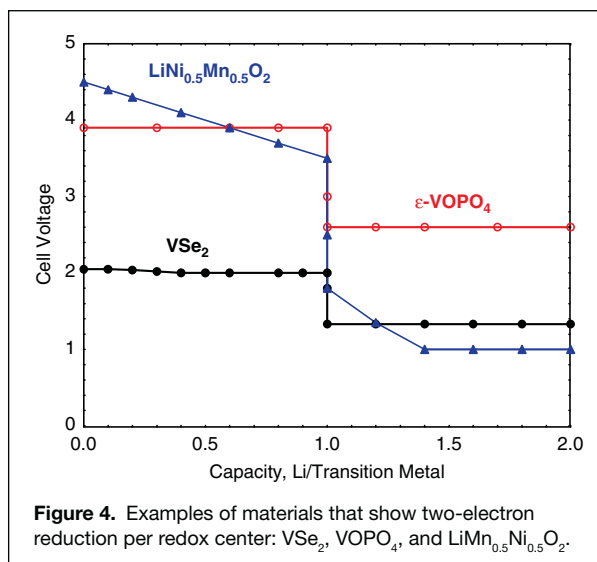 5
LiNi₀.₅Mn₀.₅O₂
4
Cell Voltage
3
ε-VOPO₄
VSe₂
2
1
0
0.0 0.5 1.0 1.5 2.0
Capacity, Li/Transition Metal
Figure 4. Examples of materials that show two-electron
reduction per redox center: VSe₂, VOPO₄, and LiMn₀.₅Ni₀.₅O₂.